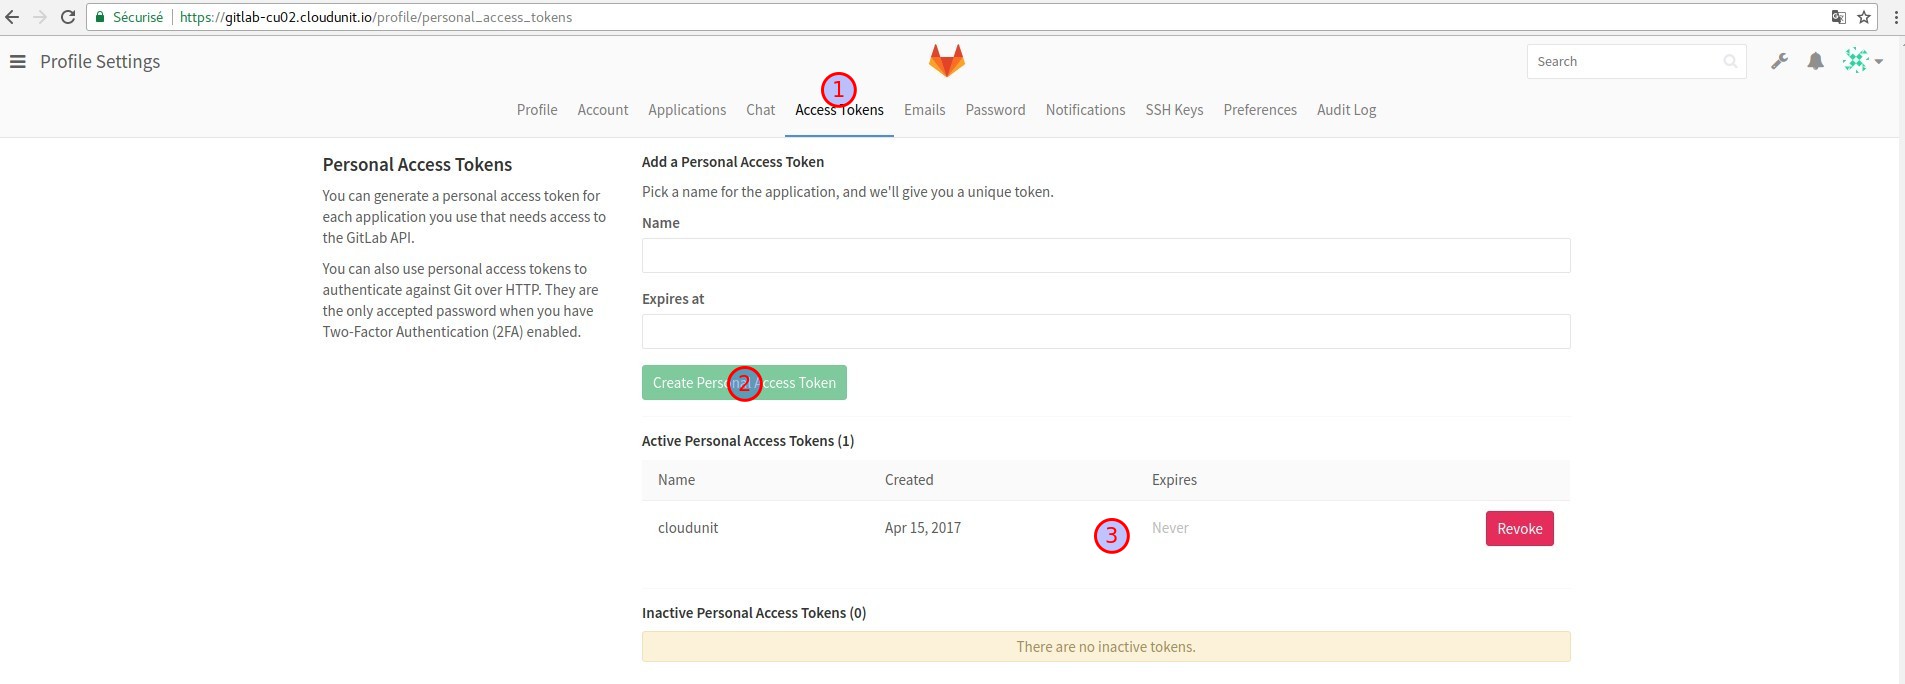 Sécurisé https://gitlab-cu02.cloudunit.io/profile/personal_access_tokens
Profile Settings
Search
1
Profile Account Applications Chat Access Tokens Emails Password Notifications SSH Keys Preferences Audit Log
Personal Access Tokens
You can generate a personal access token for
each application you use that needs access to
the GitLab API.
You can also use personal access tokens to
authenticate against Git over HTTP. They are
the only accepted password when you have
Two-Factor Authentication (2FA) enabled.
Add a Personal Access Token
Pick a name for the application, and we'll give you a unique token.
Name
Expires at
Create Personal Access Token
2
Active Personal Access Tokens (1)
Name Created Expires
cloudunit Apr 15, 2017 3 Never Revoke
Inactive Personal Access Tokens (0)
There are no inactive tokens.